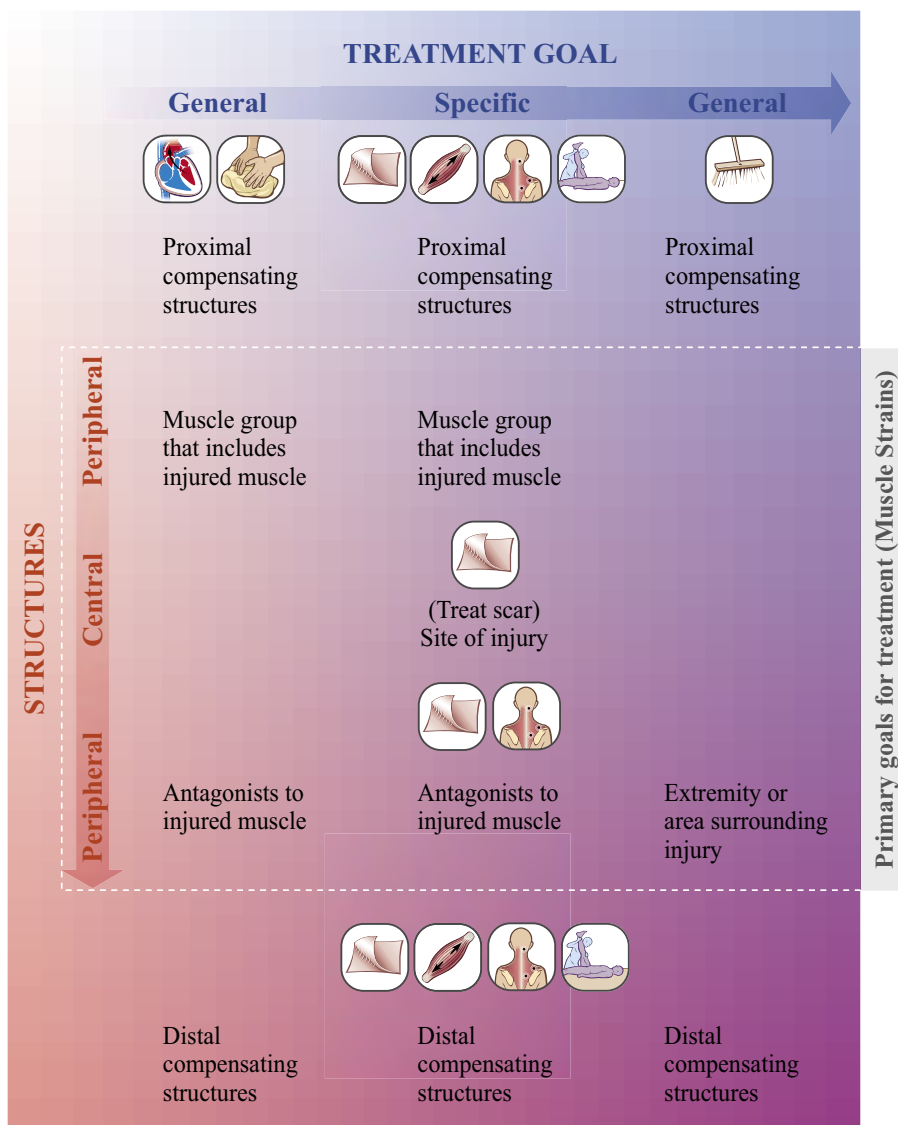 TREATMENT GOAL
General
Specific
General
Proximal
compensating
structures
Proximal
compensating
structures
Proximal
compensating
structures
STRUCTURES
Peripheral
Central
Peripheral
Muscle group
that includes
injured muscle
Muscle group
that includes
injured muscle
(Treat scar)
Site of injury
Antagonists to
injured muscle
Antagonists to
injured muscle
Extremity or
area surrounding
injury
Primary goals for treatment (Muscle Strains)
Distal
compensating
structures
Distal
compensating
structures
Distal
compensating
structures